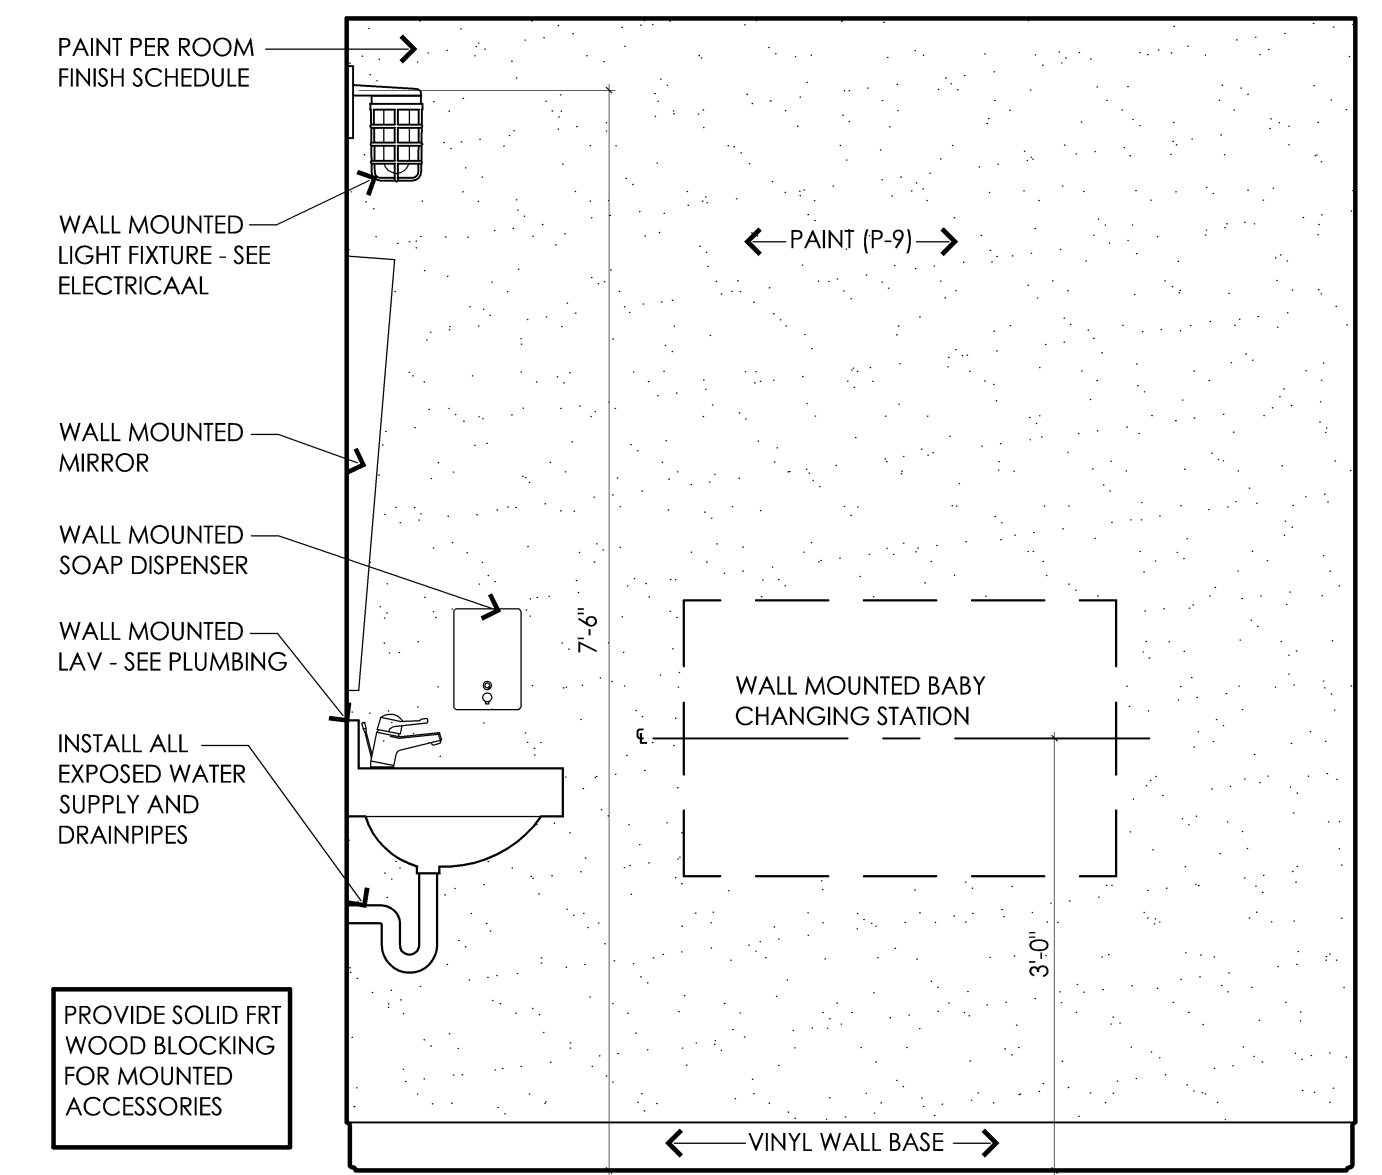 PAINT PER ROOM
FINISH SCHEDULE
WALL MOUNTED
LIGHT FIXTURE - SEE
ELECTRICAAL
PAINT (P-9)
WALL MOUNTED
MIRROR
WALL MOUNTED
SOAP DISPENSER
WALL MOUNTED
LAV - SEE PLUMBING
7'-6"
WALL MOUNTED BABY
CHANGING STATION
℄
INSTALL ALL
EXPOSED WATER
SUPPLY AND
DRAINPIPES
3'-0"
PROVIDE SOLID FRT
WOOD BLOCKING
FOR MOUNTED
ACCESSORIES
VINYL WALL BASE